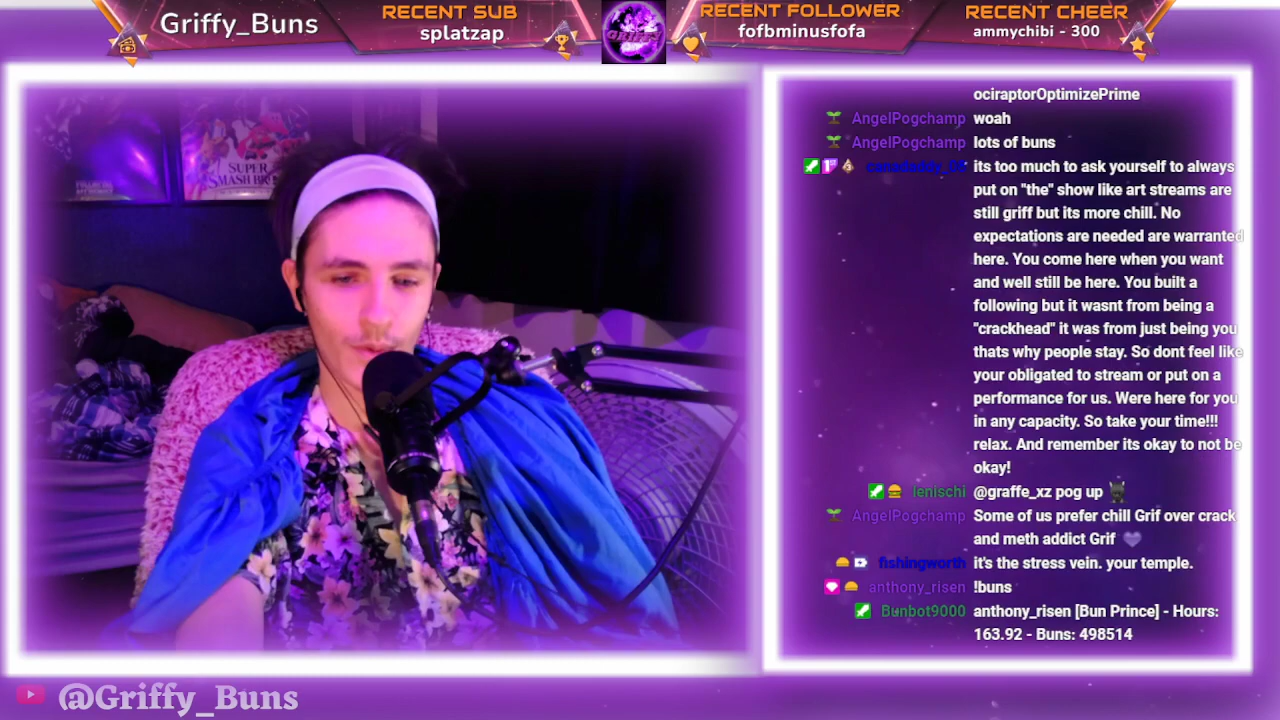 Griffy_Buns
RECENT SUB
splatzap
GRIFFY
RECENT FOLLOWER
fofbminusfofa
RECENT CHEER
ammychibi - 300
SUPER
SMASH BR
ociraptorOptimizePrime
AngelPogchamp woah
AngelPogchamp lots of buns
canadaddy_08 its too much to ask yourself to always
put on "the" show like art streams are
still griff but its more chill. No
expectations are needed are warranted
here. You come here when you want
and well still be here. You built a
following but it wasnt from being a
"crackhead" it was from just being you
thats why people stay. So dont feel like
your obligated to stream or put on a
performance for us. Were here for you
in any capacity. So take your time!!!
relax. And remember its okay to not be
okay!
lenischi @graffe_xz pog up
AngelPogchamp Some of us prefer chill Grif over crack
and meth addict Grif
fishingworth it's the stress vein. your temple.
anthony_risen !buns
Bunbot9000 anthony_risen [Bun Prince] - Hours:
163.92 - Buns: 498514
@Griffy_Buns